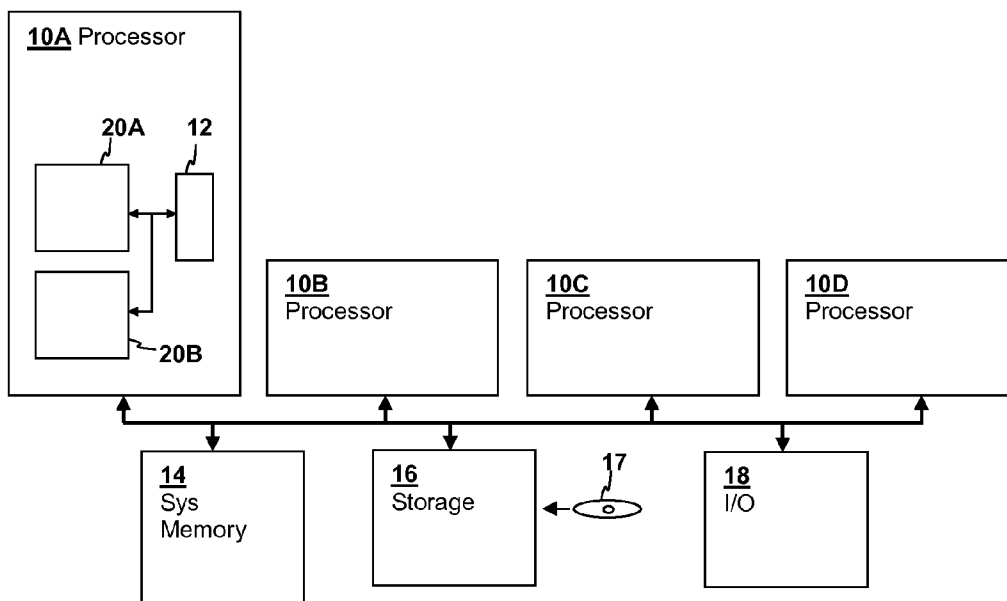 10A Processor
20A
12
20B
10B
Processor
10C
Processor
10D
Processor
14
Sys
Memory
16
Storage
17
18
I/O